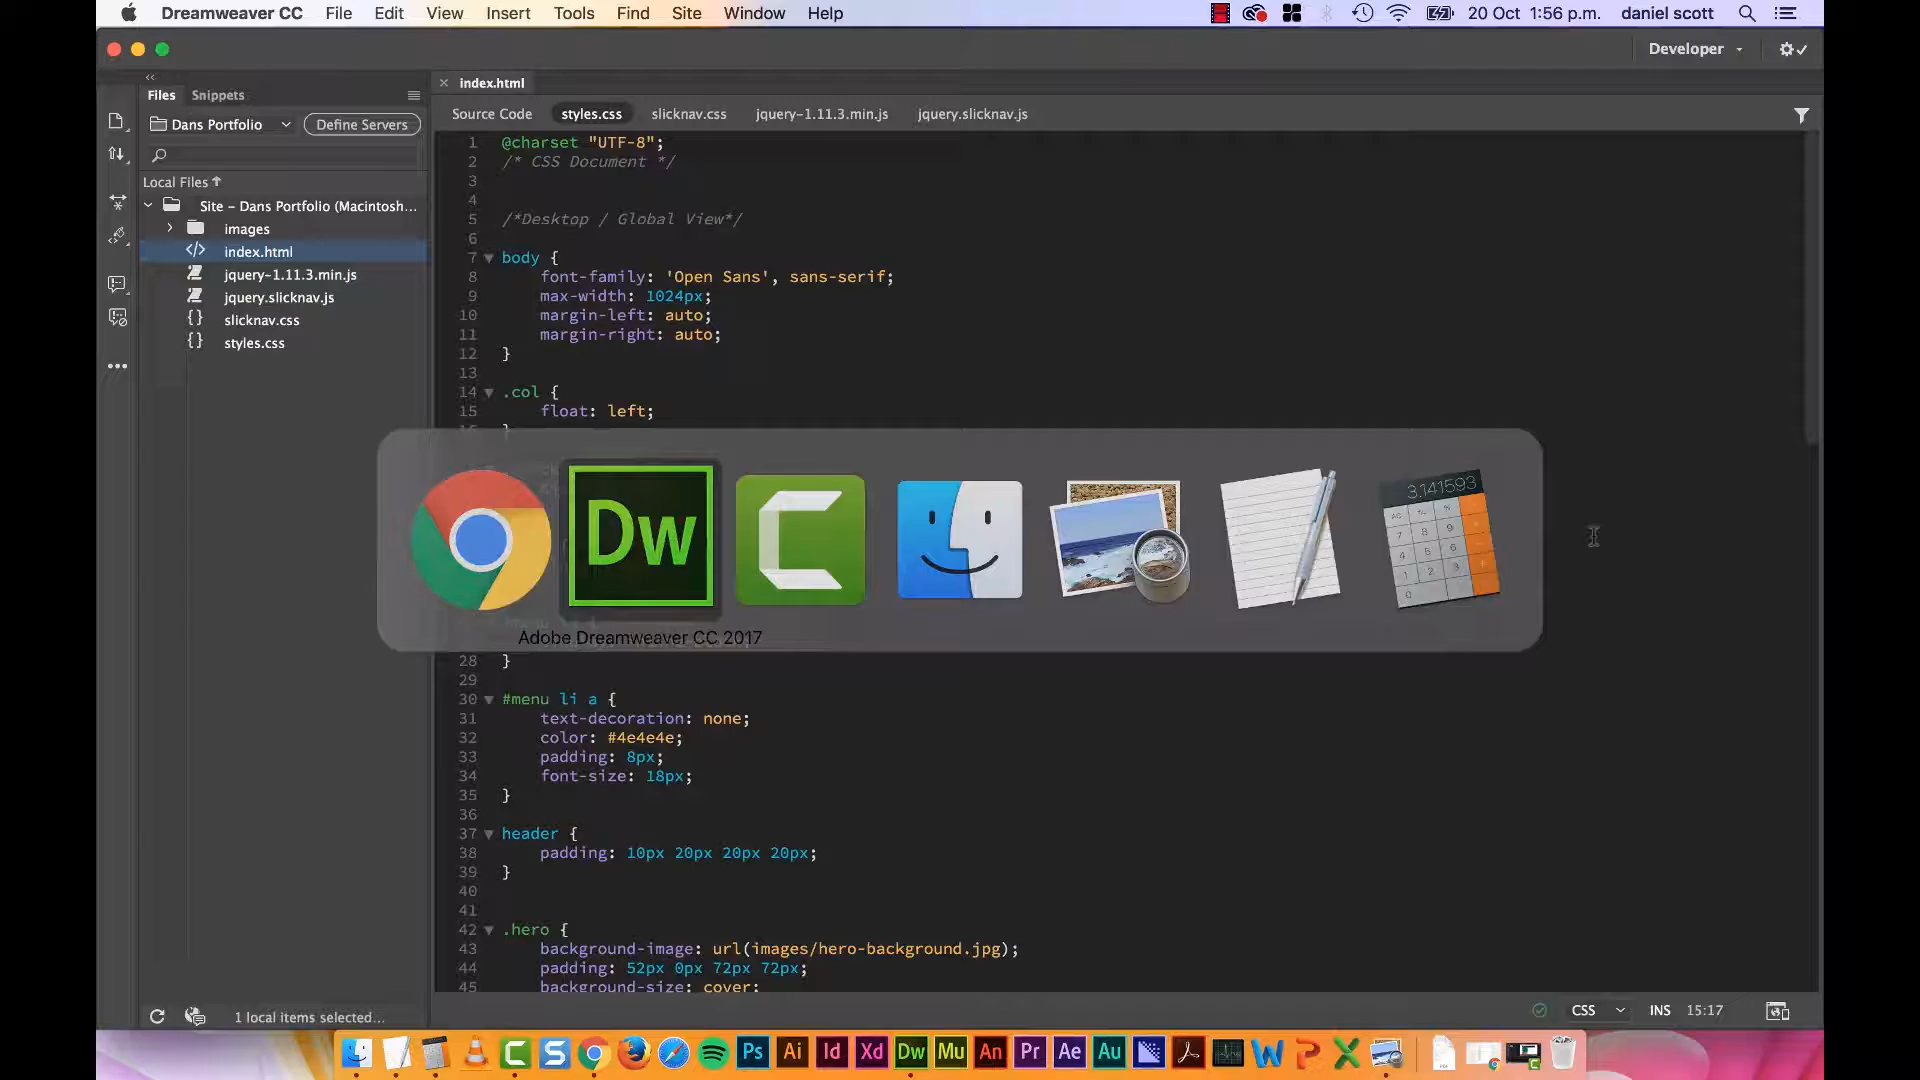 Dreamweaver CC File Edit View Insert Tools Find Site Window Help 20 Oct 1:56 p.m. daniel scott
Developer
Files Snippets
index.html
Dans Portfolio Define Servers
Source Code styles.css slicknav.css jquery-1.11.3.min.js jquery.slicknav.js
Local Files
Site - Dans Portfolio (Macintosh...
images
index.html
jquery-1.11.3.min.js
jquery.slicknav.js
slicknav.css
styles.css
1 @charset "UTF-8";
2 /* CSS Document */
3
4
5 /*Desktop / Global View*/
6
7 body {
8 font-family: 'Open Sans', sans-serif;
9 max-width: 1024px;
10 margin-left: auto;
11 margin-right: auto;
12 }
13
14 .col {
15 float: left;
Dw
3.141593
Adobe Dreamweaver CC 2017
28 }
29
30 #menu li a {
31 text-decoration: none;
32 color: #4e4e4e;
33 padding: 8px;
34 font-size: 18px;
35 }
36
37 header {
38 padding: 10px 20px 20px 20px;
39 }
40
41
42 .hero {
43 background-image: url(images/hero-background.jpg);
44 padding: 52px 0px 72px 72px;
45 background-size: cover;
1 local items selected...
CSS INS 15:17
Ps Ai Id Xd Dw Mu An Pr Ae Au